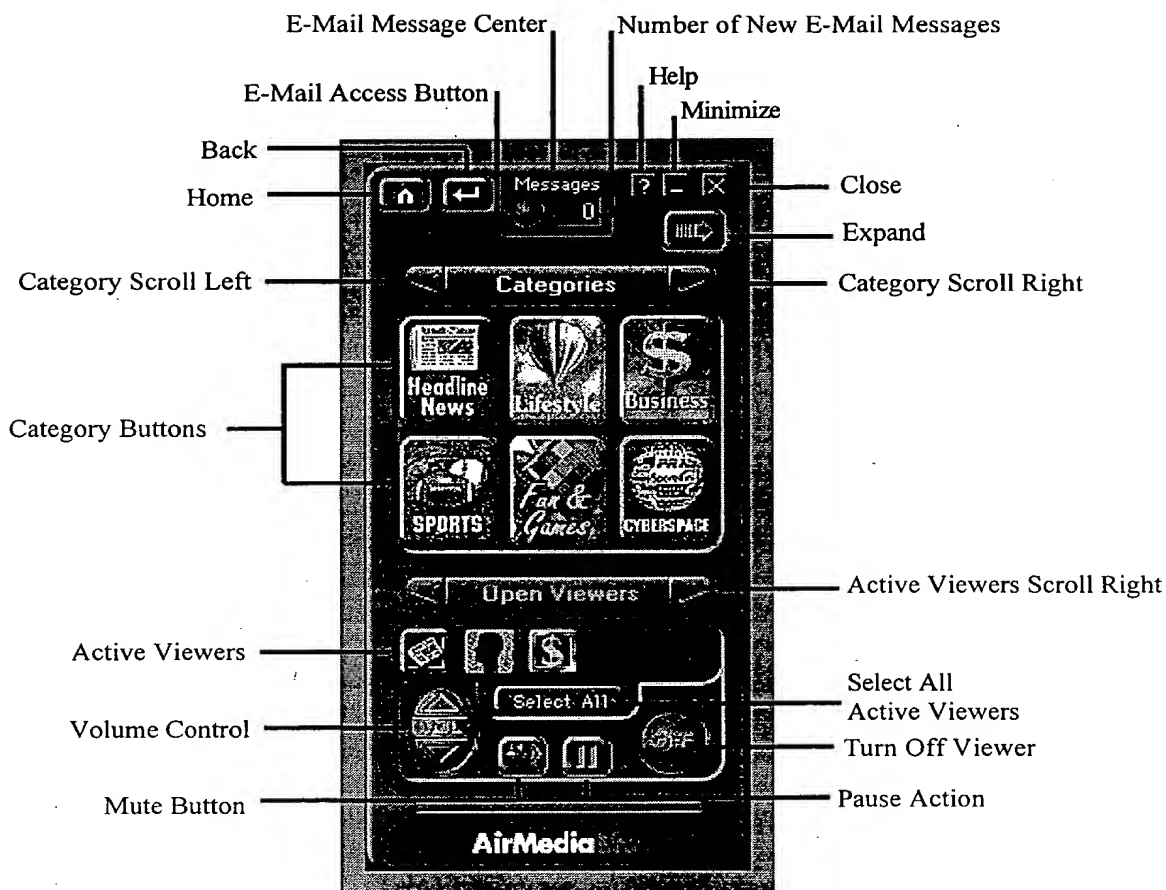 E-Mail Message Center
Number of New E-Mail Messages
Help
E-Mail Access Button
Minimize
Back
Home
Messages
?
0
Close
Expand
Category Scroll Left
Categories
Category Scroll Right
Headline
News
Lifestyle
Business
Category Buttons
SPORTS
Fun &
Games
CYBERSPACE
Open Viewers
Active Viewers Scroll Right
Active Viewers
$
Select All
Select All
Active Viewers
Volume Control
OFF
Turn Off Viewer
Mute Button
Pause Action
AirMedia